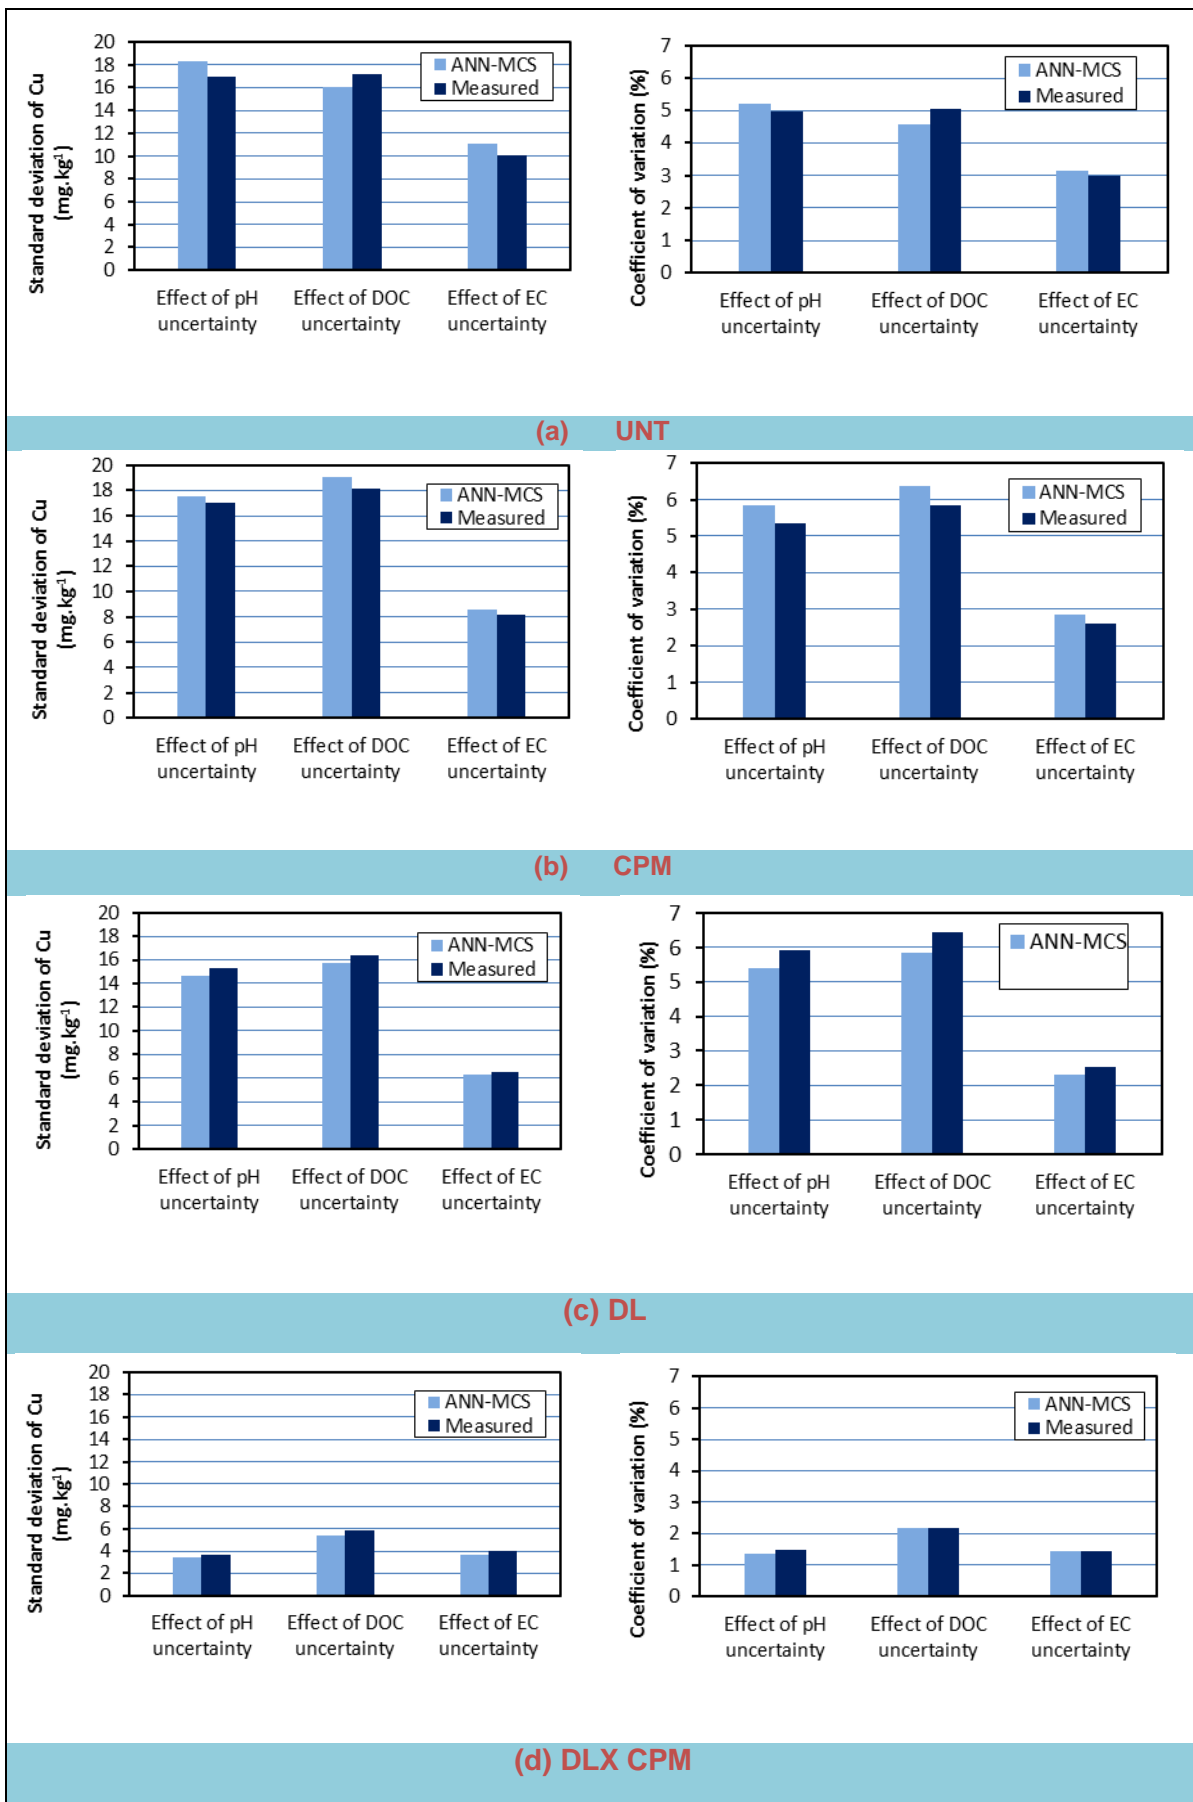 Standard deviation of Cu
(mg.kg¹)
20
18
16
14
12
10
8
6
4
2
0
ANN-MCS
Measured
Effect of pH uncertainty
Effect of DOC uncertainty
Effect of EC uncertainty
Coefficient of variation (%)
7
6
5
4
3
2
1
0
ANN-MCS
Measured
Effect of pH uncertainty
Effect of DOC uncertainty
Effect of EC uncertainty
(a) UNT
Standard deviation of Cu
(mg.kg⁻¹)
20
18
16
14
12
10
8
6
4
2
0
ANN-MCS
Measured
Effect of pH uncertainty
Effect of DOC uncertainty
Effect of EC uncertainty
Coefficient of variation (%)
7
6
5
4
3
2
1
0
ANN-MCS
Measured
Effect of pH uncertainty
Effect of DOC uncertainty
Effect of EC uncertainty
(b) CPM
Standard deviation of Cu
(mg.kg¹)
20
18
16
14
12
10
8
6
4
2
0
ANN-MCS
Measured
Effect of pH uncertainty
Effect of DOC uncertainty
Effect of EC uncertainty
Coefficient of variation (%)
7
6
5
4
3
2
1
0
ANN-MCS
Effect of pH uncertainty
Effect of DOC uncertainty
Effect of EC uncertainty
(c) DL
Standard deviation of Cu
(mg.kg¹)
20
18
16
14
12
10
8
6
4
2
0
ANN-MCS
Measured
Effect of pH uncertainty
Effect of DOC uncertainty
Effect of EC uncertainty
Coefficient of variation (%)
7
6
5
4
3
2
1
0
ANN-MCS
Measured
Effect of pH uncertainty
Effect of DOC uncertainty
Effect of EC uncertainty
(d) DLX CPM